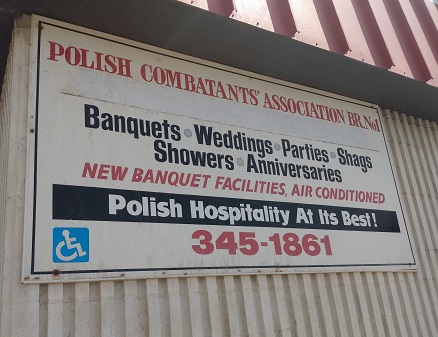 POLISH COMBATANTS' ASSOCIATION BR. No1
Banquets • Weddings • Parties • Shags
Showers • Anniversaries
NEW BANQUET FACILITIES, AIR CONDITIONED
Polish Hospitality At Its Best!
345-1861